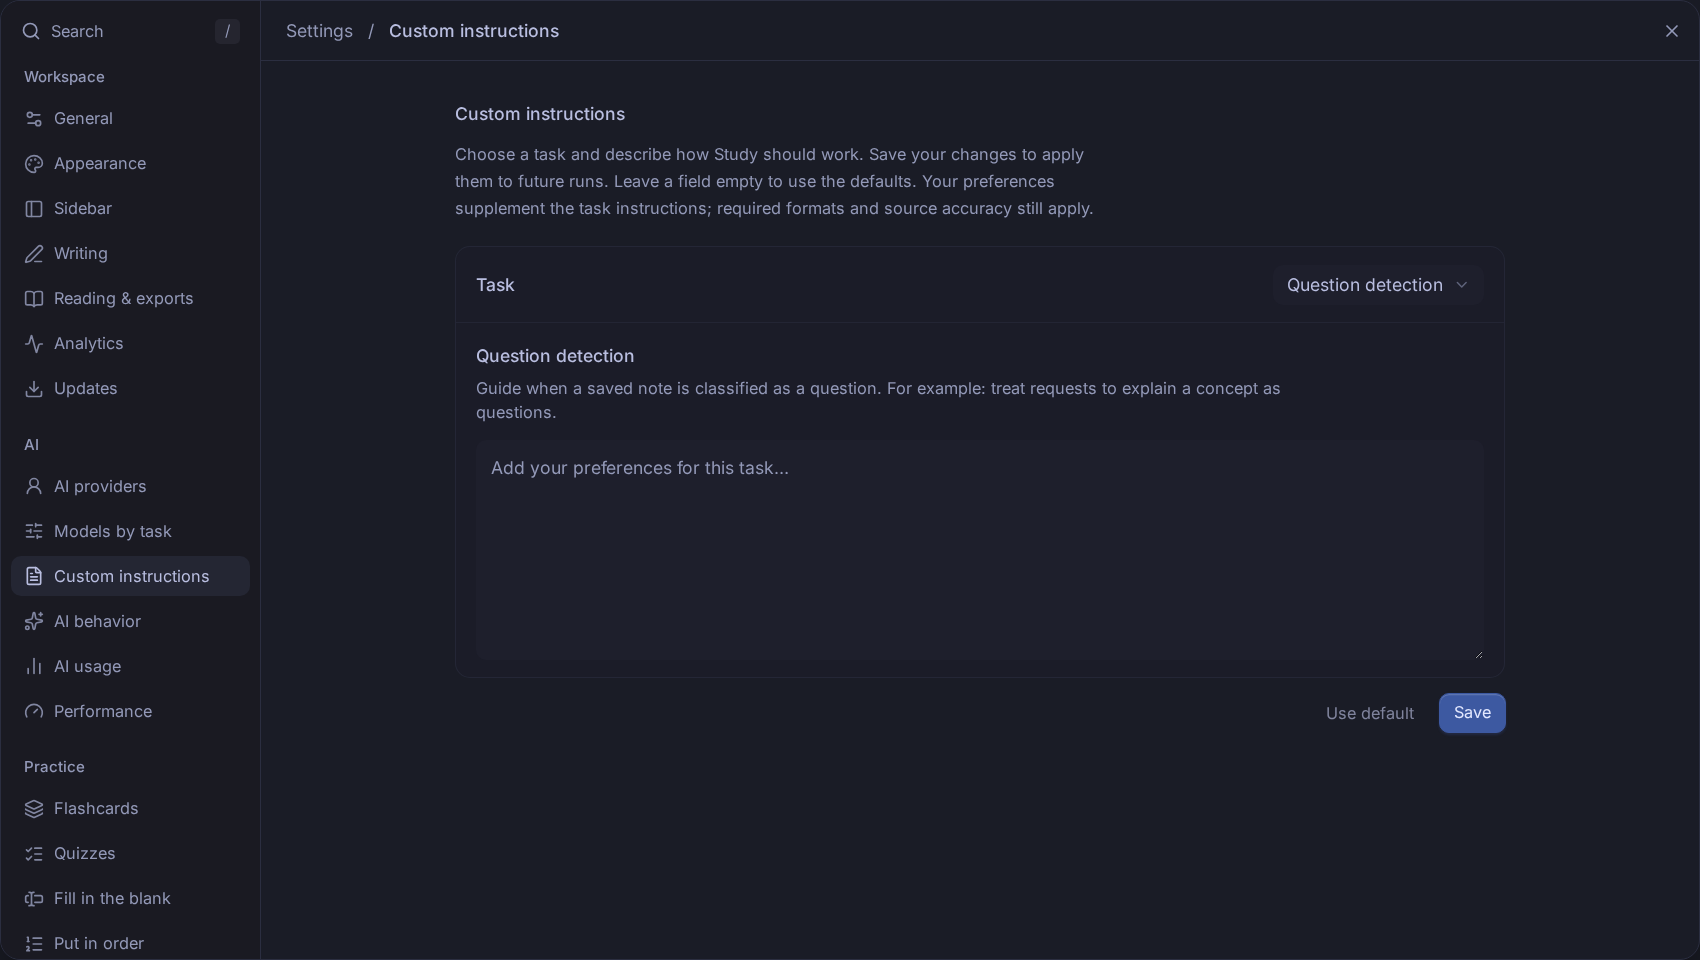 Search
/
Workspace
General
Appearance
Sidebar
Writing
Reading & exports
Analytics
Updates
AI
AI providers
Models by task
Custom instructions
AI behavior
AI usage
Performance
Practice
Flashcards
Quizzes
Fill in the blank
Put in order
Settings / Custom instructions
Custom instructions
Choose a task and describe how Study should work. Save your changes to apply
them to future runs. Leave a field empty to use the defaults. Your preferences
supplement the task instructions; required formats and source accuracy still apply.
Task
Question detection
Question detection
Guide when a saved note is classified as a question. For example: treat requests to explain a concept as
questions.
Add your preferences for this task...
Use default
Save